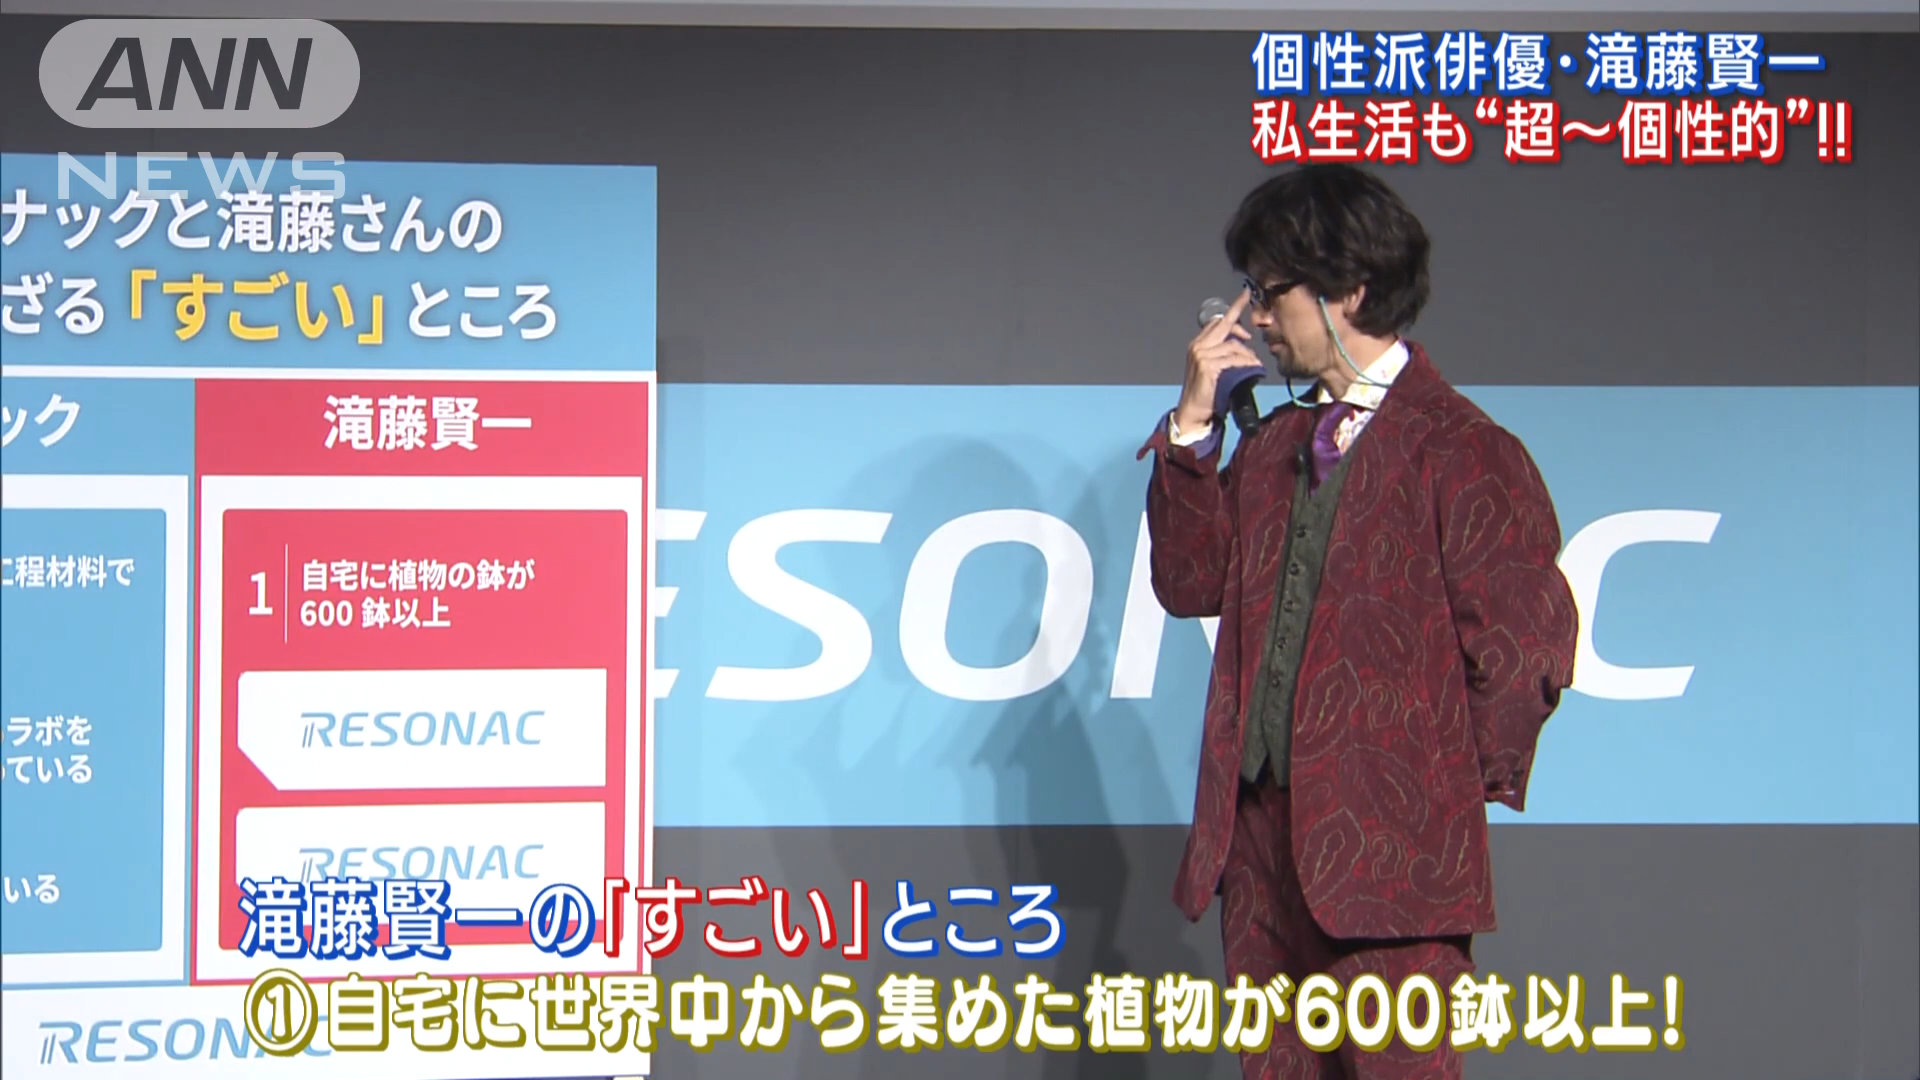 ANN
NEWS
個性派俳優・滝藤賢一
私生活も“超～個性的”!!
ナックと滝藤さんの
ざる「すごい」ところ
ック
滝藤賢一
工程材料で
ラボを
っている
いる
1 自宅に植物の鉢が
600 鉢以上
RESONAC
RESONAC
RESONAC
ESONAC
滝藤賢一の「すごい」ところ
①自宅に世界中から集めた植物が600鉢以上!